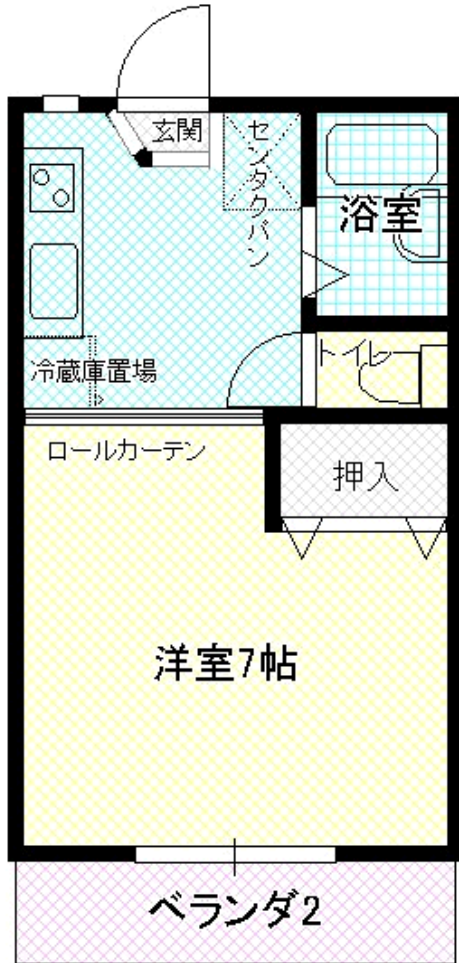 玄関
センタクバン
浴室
トイレ
冷蔵庫置場
ロールカーテン
押入
洋室7帖
ベランダ2